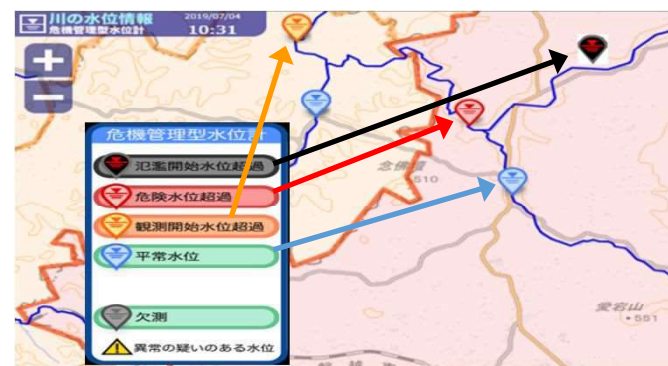 川の水位情報
危機管理型水位計
2019/07/04
10:31
危機管理型水位計
氾濫開始水位超過
危険水位超過
観測開始水位超過
平常水位
欠測
異常の疑いのある水位
510
愛宕山
551